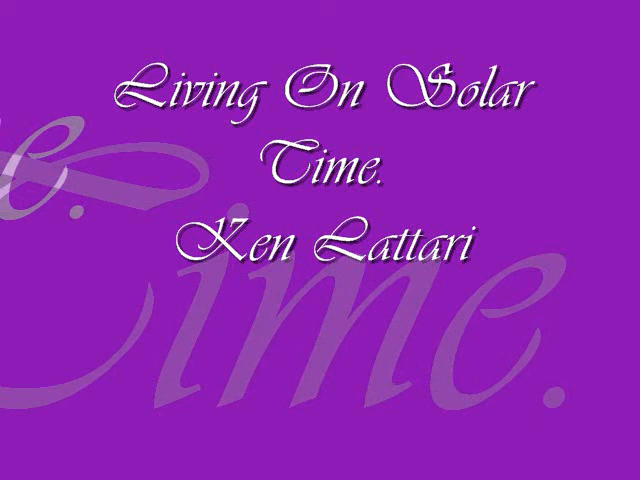 Living On Solar
Time.
Ken Lattari
e.
Time.